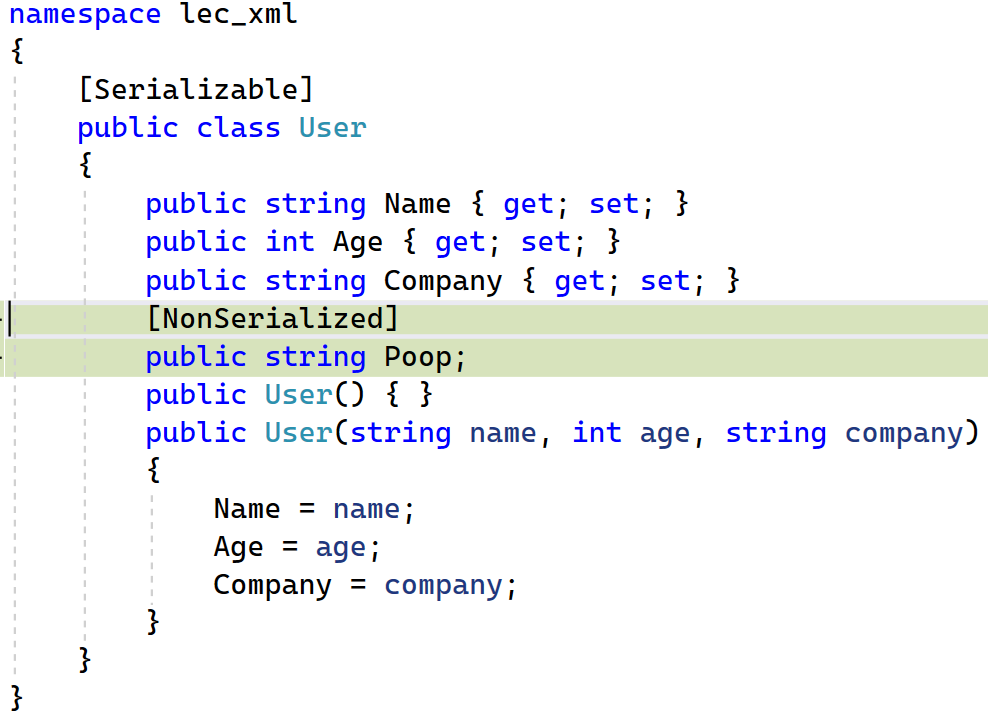 namespace lec_xml
{
[Serializable]
public class User
{
public string Name { get; set; }
public int Age { get; set; }
public string Company { get; set; }
[NonSerialized]
public string Poop;
public User() { }
public User(string name, int age, string company)
{
Name = name;
Age = age;
Company = company;
}
}
}